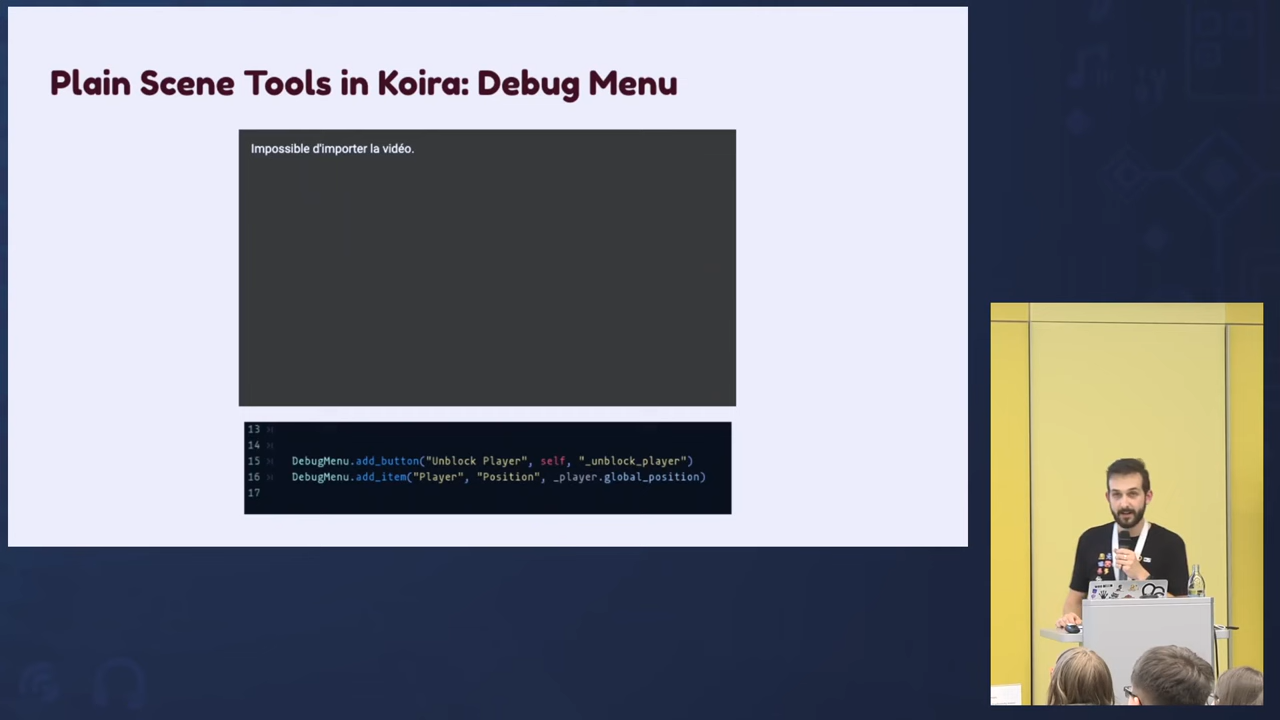 Plain Scene Tools in Koira: Debug Menu
Impossible d'importer la vidéo.
13
14
15 DebugMenu.add_button("Unblock Player", self, "_unblock_player")
16 DebugMenu.add_item("Player", "Position", _player.global_position)
17